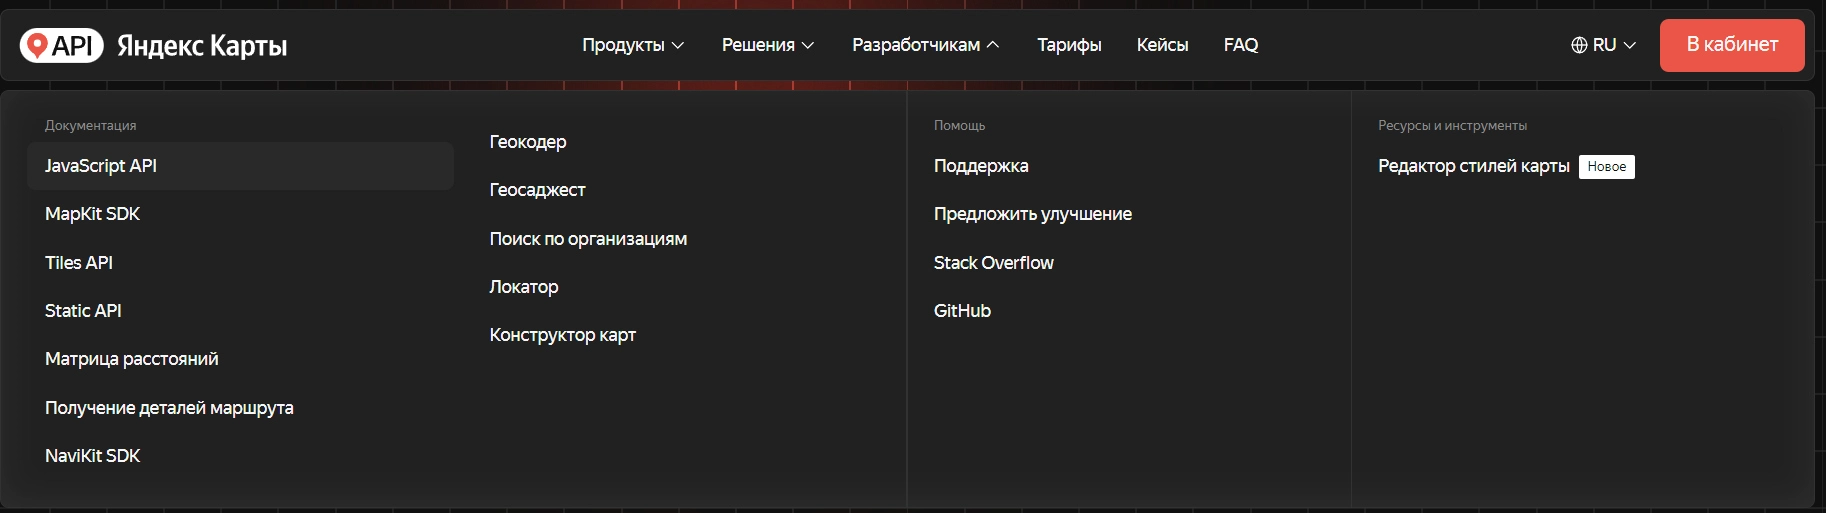 API Яндекс Карты
Продукты
Решения
Разработчикам
Тарифы
Кейсы
FAQ
RU
В кабинет
Документация
JavaScript API
MapKit SDK
Tiles API
Static API
Матрица расстояний
Получение деталей маршрута
NaviKit SDK
Геокодер
Геосаджест
Поиск по организациям
Локатор
Конструктор карт
Помощь
Поддержка
Предложить улучшение
Stack Overflow
GitHub
Ресурсы и инструменты
Редактор стилей карты Новое